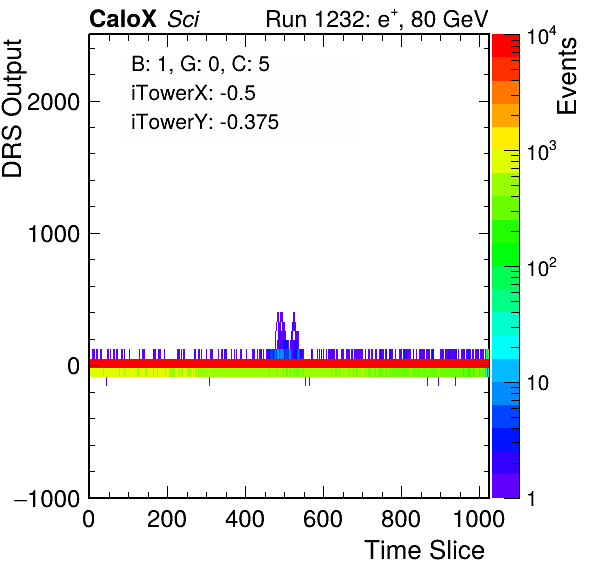 CaloX Sci Run 1232: e+, 80 GeV
B: 1, G: 0, C: 5
iTowerX: -0.5
iTowerY: -0.375
DRS Output
2000
1000
0
−1000
0 200 400 600 800 1000
Time Slice
Events
10^4
10^3
10^2
10
1